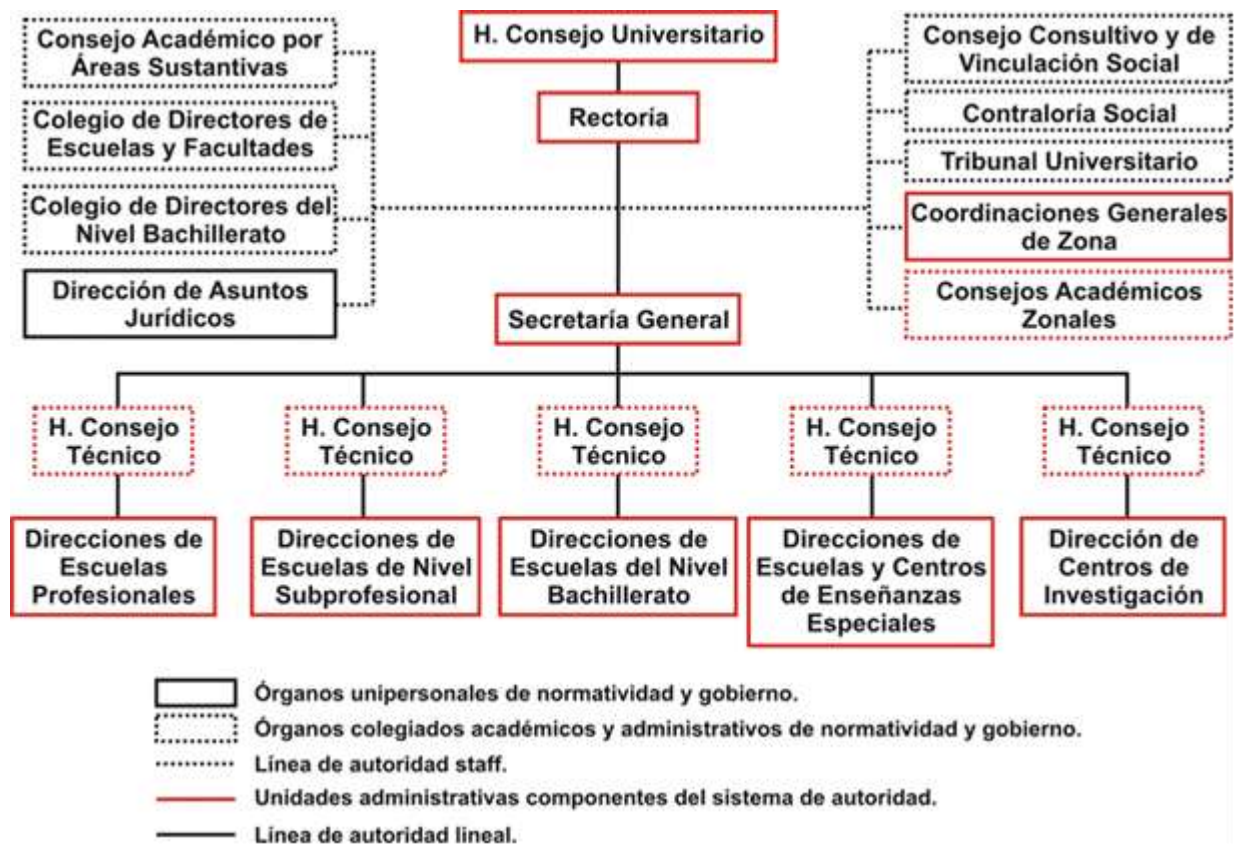 Consejo Académico por
Áreas Sustantivas
Colegio de Directores de
Escuelas y Facultades
Colegio de Directores del
Nivel Bachillerato
Dirección de Asuntos
Jurídicos
H. Consejo Universitario
Rectoría
Secretaría General
Consejo Consultivo y de
Vinculación Social
Contraloría Social
Tribunal Universitario
Coordinaciones Generales
de Zona
Consejos Académicos
Zonales
H. Consejo
Técnico
H. Consejo
Técnico
H. Consejo
Técnico
H. Consejo
Técnico
H. Consejo
Técnico
Direcciones de
Escuelas
Profesionales
Direcciones de
Escuelas de Nivel
Subprofesional
Direcciones de
Escuelas del Nivel
Bachillerato
Direcciones de
Escuelas y Centros
de Enseñanzas
Especiales
Dirección de
Centros de
Investigación
Órganos unipersonales de normatividad y gobierno.
Órganos colegiados académicos y administrativos de normatividad y gobierno.
Línea de autoridad staff.
Unidades administrativas componentes del sistema de autoridad.
Línea de autoridad lineal.